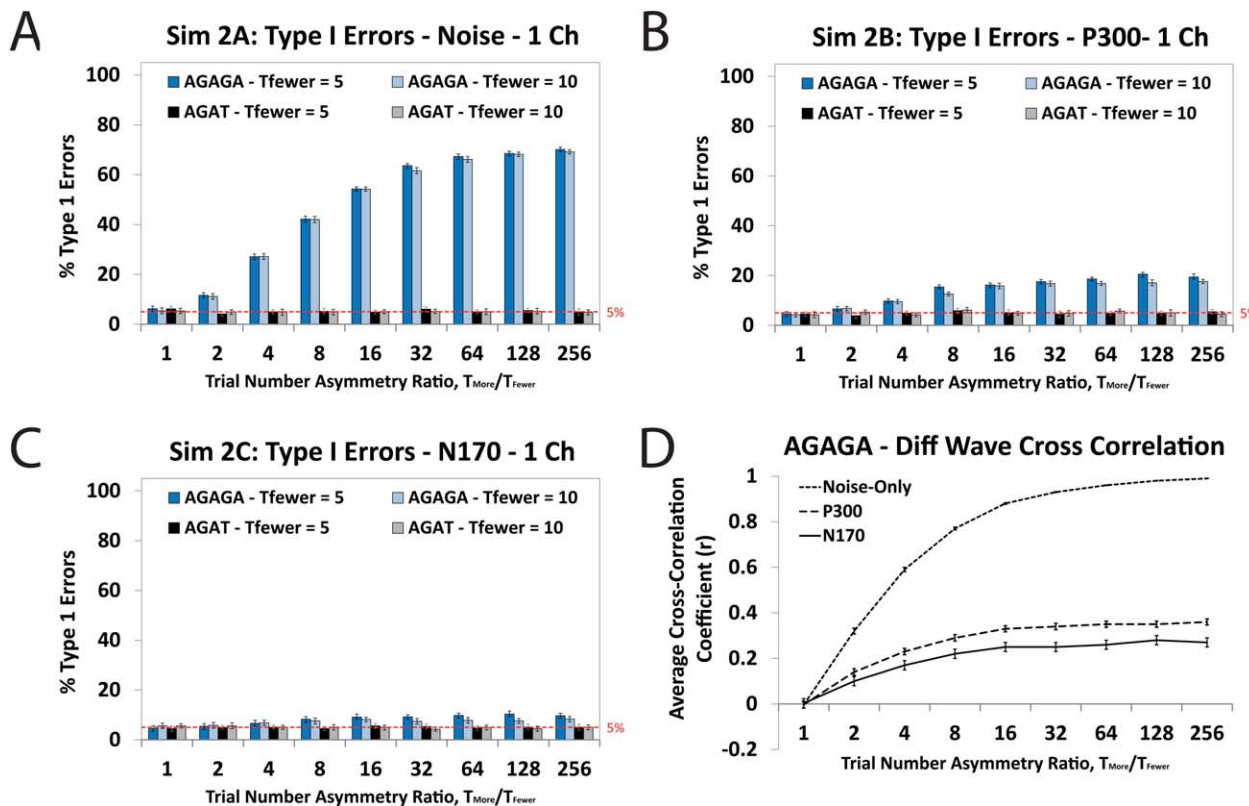 A
Sim 2A: Type I Errors - Noise - 1 Ch
AGAGA - Tfewer = 5
AGAGA - Tfewer = 10
AGAT - Tfewer = 5
AGAT - Tfewer = 10
% Type 1 Errors
100
80
60
40
20
0
5%
1 2 4 8 16 32 64 128 256
Trial Number Asymmetry Ratio, TMore/TFewer
B
Sim 2B: Type I Errors - P300- 1 Ch
AGAGA - Tfewer = 5
AGAGA - Tfewer = 10
AGAT - Tfewer = 5
AGAT - Tfewer = 10
% Type 1 Errors
100
80
60
40
20
0
5%
1 2 4 8 16 32 64 128 256
Trial Number Asymmetry Ratio, TMore/TFewer
C
Sim 2C: Type I Errors - N170 - 1 Ch
AGAGA - Tfewer = 5
AGAGA - Tfewer = 10
AGAT - Tfewer = 5
AGAT - Tfewer = 10
% Type 1 Errors
100
80
60
40
20
0
5%
1 2 4 8 16 32 64 128 256
Trial Number Asymmetry Ratio, TMore/TFewer
D
AGAGA - Diff Wave Cross Correlation
Noise-Only
P300
N170
Average Cross-Correlation
Coefficient (r)
1
0.8
0.6
0.4
0.2
0
-0.2
1 2 4 8 16 32 64 128 256
Trial Number Asymmetry Ratio, TMore/TFewer